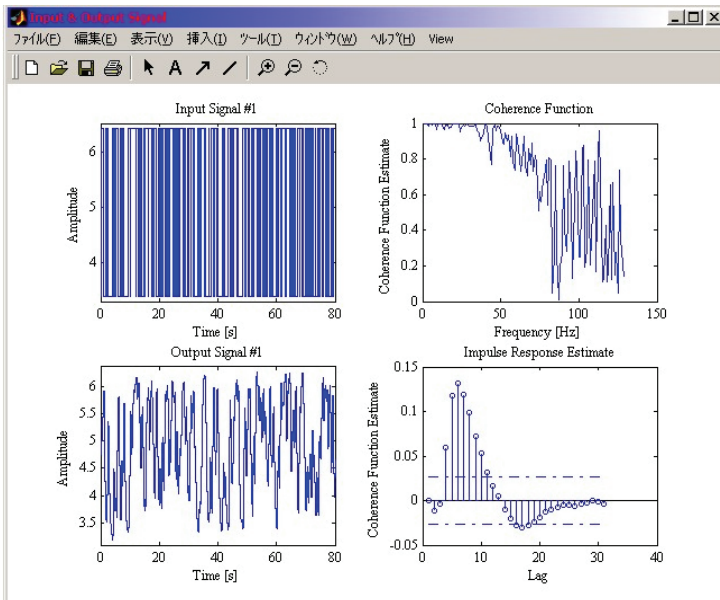 Input & Output Signal
ファイル(F) 編集(E) 表示(V) 挿入(I) ツール(T) ウィンドウ(W) ヘルプ(H) View
A
Input Signal #1
Amplitude
6
5
4
0 20 40 60 80
Time [s]
Coherence Function
Coherence Function Estimate
1
0.8
0.6
0.4
0.2
0
0 50 100 150
Frequency [Hz]
Output Signal #1
Amplitude
6
5.5
5
4.5
4
3.5
0 20 40 60 80
Time [s]
Impulse Response Estimate
Coherence Function Estimate
0.15
0.1
0.05
0
-0.05
0 10 20 30 40
Lag